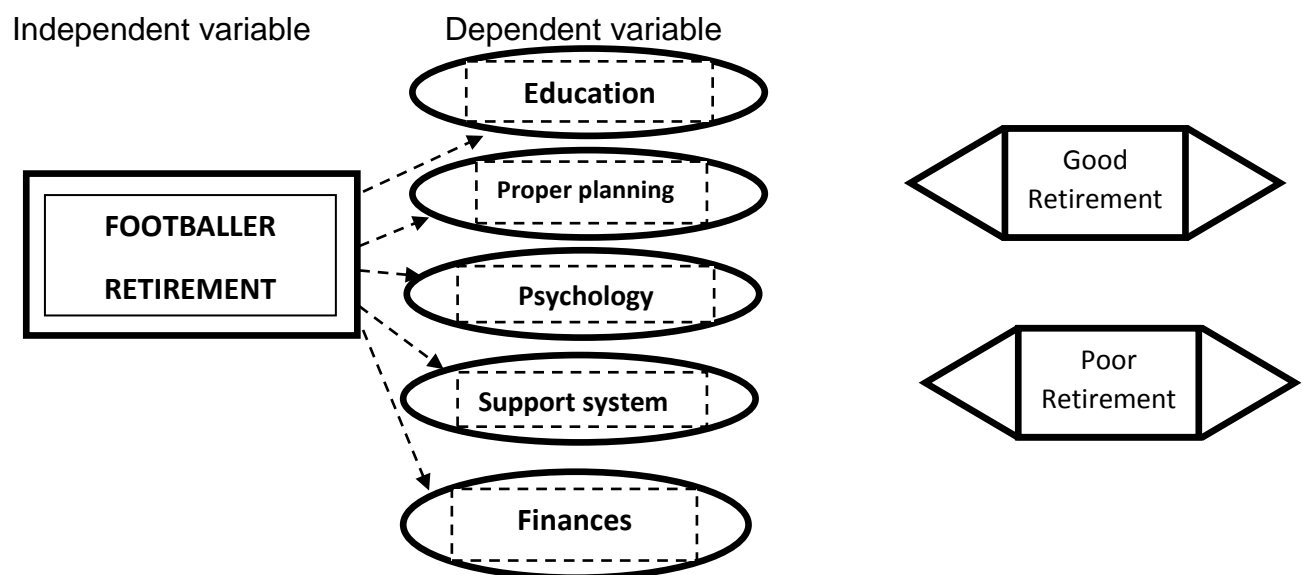 Independent variable
Dependent variable
Education
Proper planning
FOOTBALLER
RETIREMENT
Psychology
Support system
Finances
Good
Retirement
Poor
Retirement